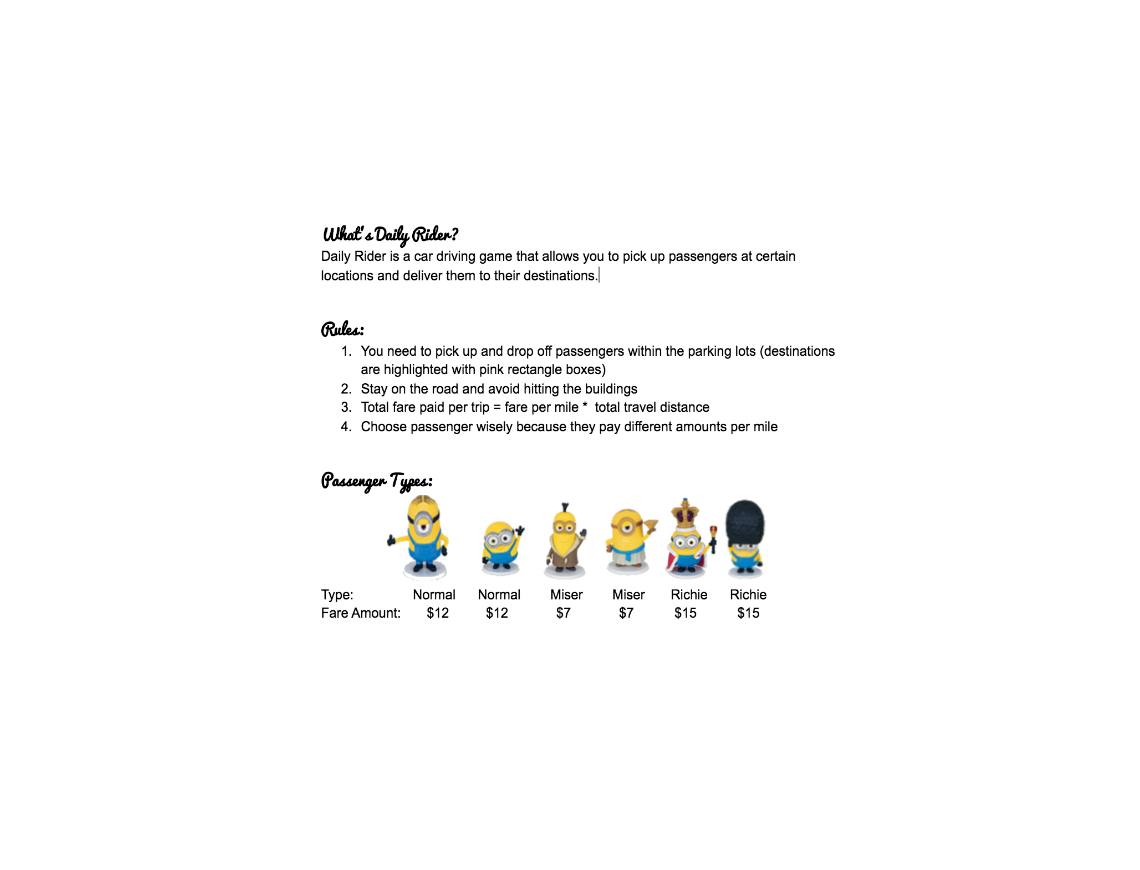 What's Daily Rider?
Daily Rider is a car driving game that allows you to pick up passengers at certain
locations and deliver them to their destinations.
Rules:
1. You need to pick up and drop off passengers within the parking lots (destinations
are highlighted with pink rectangle boxes)
2. Stay on the road and avoid hitting the buildings
3. Total fare paid per trip = fare per mile * total travel distance
4. Choose passenger wisely because they pay different amounts per mile
Passenger Types:
Type: Normal Normal Miser Miser Richie Richie
Fare Amount: $12 $12 $7 $7 $15 $15